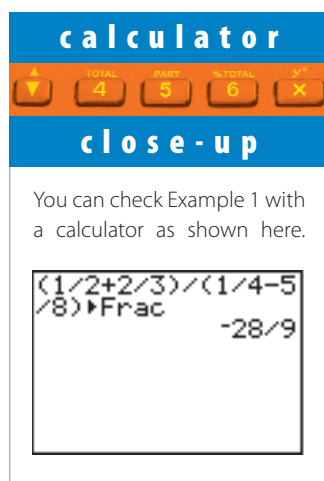 calculator
TOTAL PART %TOTAL yˣ
4 5 6 ×
close-up
You can check Example 1 with
a calculator as shown here.
(1/2+2/3)/(1/4-5
/8)▶Frac
-28/9